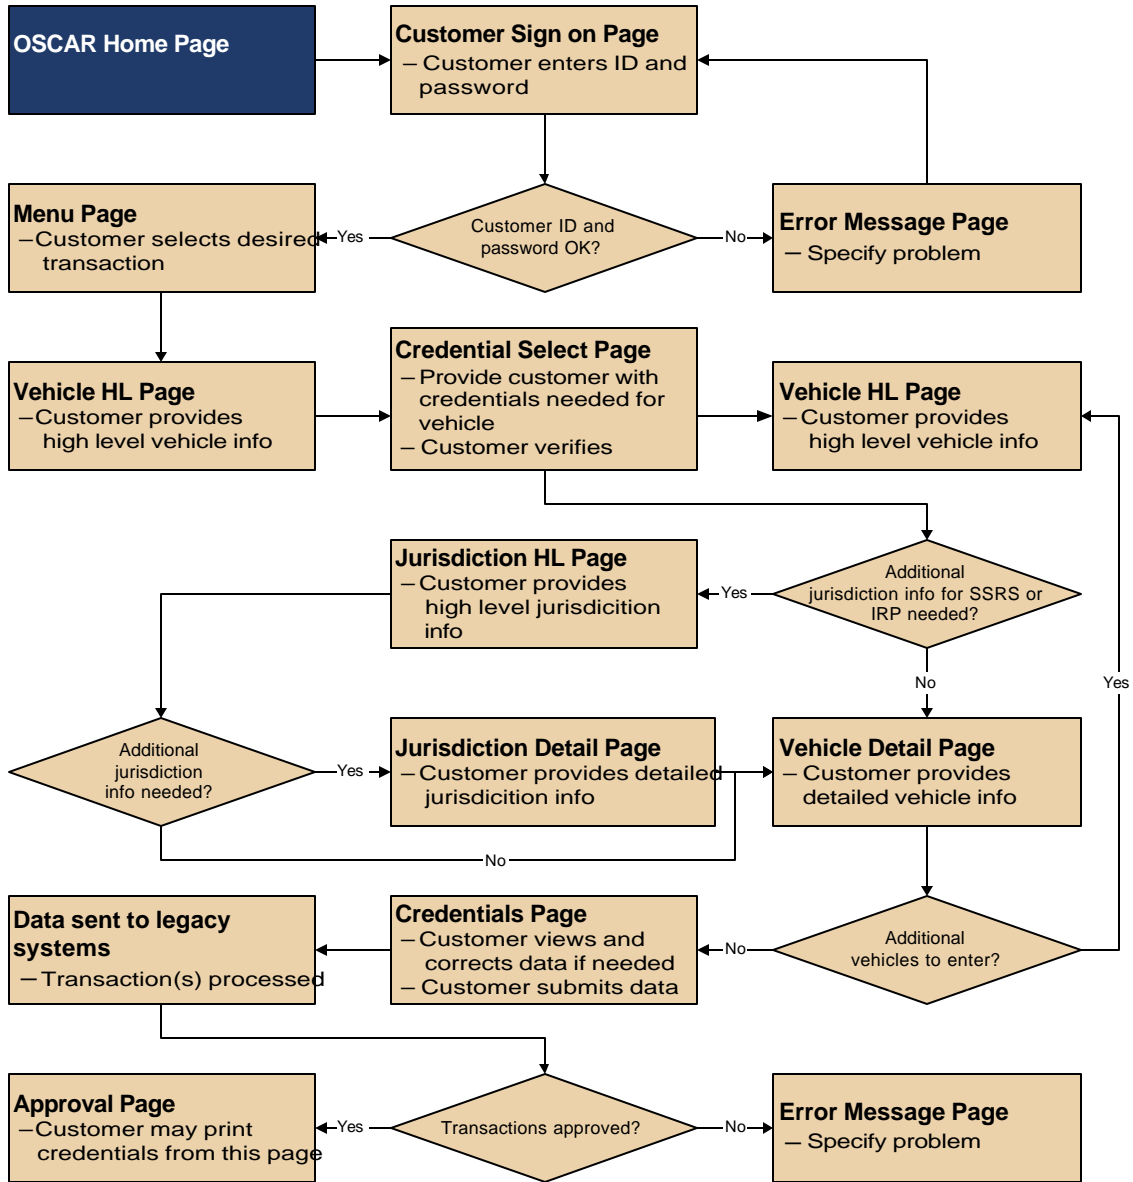 OSCAR Home Page
Customer Sign on Page
– Customer enters ID and
password
Menu Page
– Customer selects desired
transaction
Yes
Customer ID and
password OK?
No
Error Message Page
– Specify problem
Vehicle HL Page
– Customer provides
high level vehicle info
Credential Select Page
– Provide customer with
credentials needed for
vehicle
– Customer verifies
Vehicle HL Page
– Customer provides
high level vehicle info
Jurisdiction HL Page
– Customer provides
high level jurisdicition
info
Yes
Additional
jurisdiction info for SSRS or
IRP needed?
No
Yes
Additional
jurisdiction
info needed?
Yes
Jurisdiction Detail Page
– Customer provides detailed
jurisdicition info
Vehicle Detail Page
– Customer provides
detailed vehicle info
No
Data sent to legacy
systems
– Transaction(s) processed
Credentials Page
– Customer views and
corrects data if needed
– Customer submits data
No
Additional
vehicles to enter?
Approval Page
– Customer may print
credentials from this page
Yes
Transactions approved?
No
Error Message Page
– Specify problem